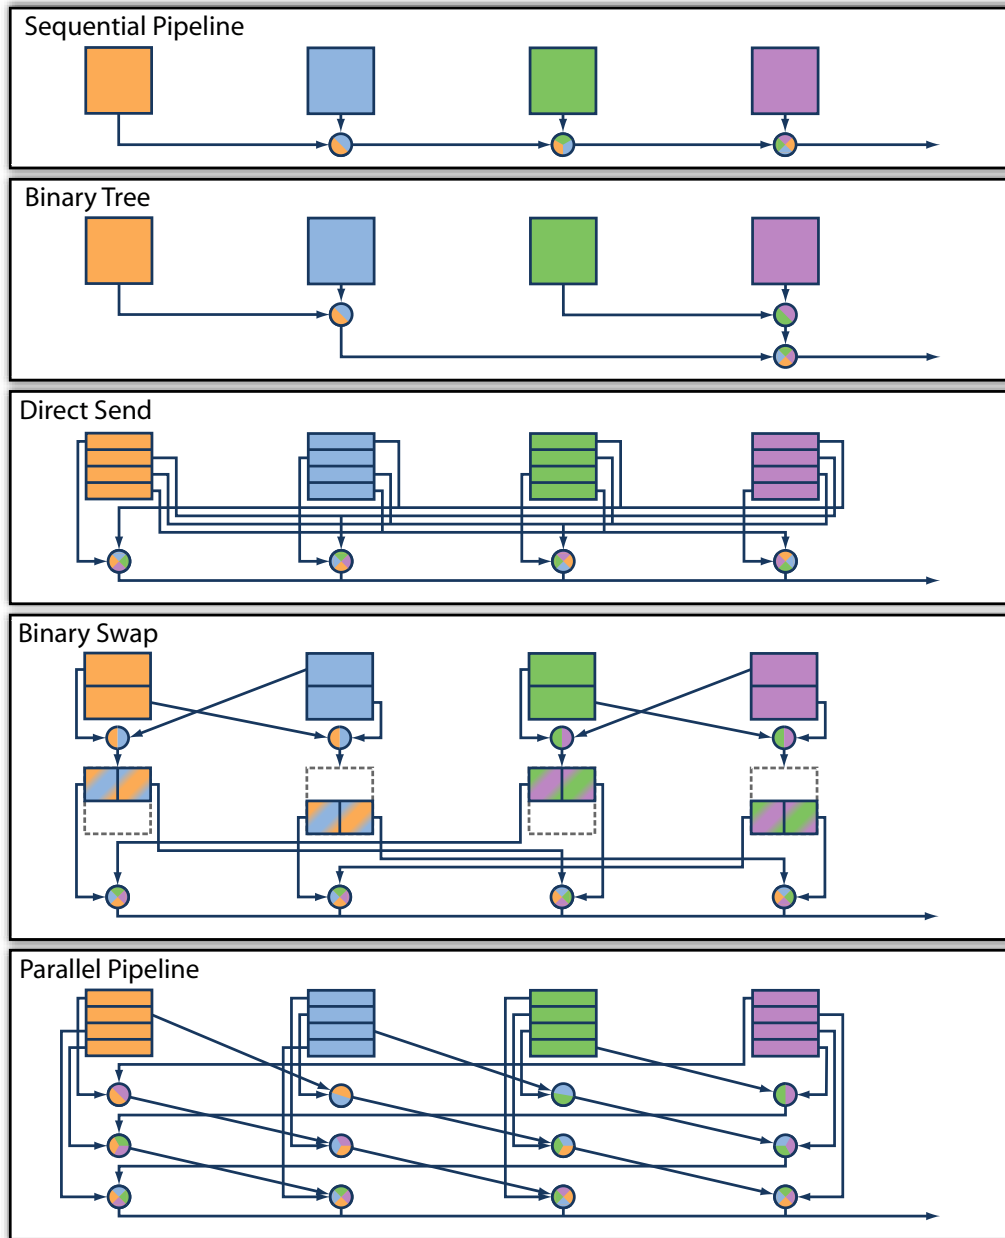 Sequential Pipeline
Binary Tree
Direct Send
Binary Swap
Parallel Pipeline